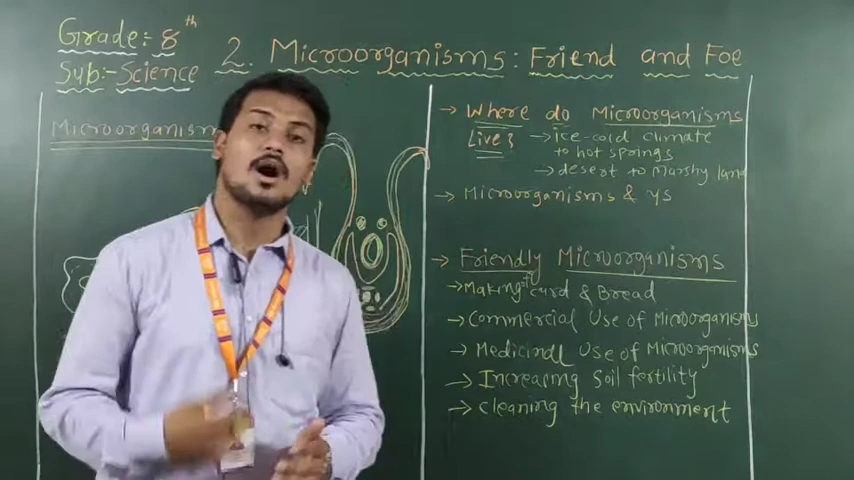 Grade:- 8th
Sub:- Science
2. Microorganisms: Friend and Foe
Microorganism
→ Where do Microorganisms
Live?
→ ice-cold climate
to hot springs
→ desert to Marshy land
→ Microorganisms & ys
→ Friendly Microorganisms
→ Making of curd & Bread
→ Commercial Use of Microorganisms
→ Medicinal Use of Microorganisms
→ Increasing Soil fertility
→ cleaning the environment